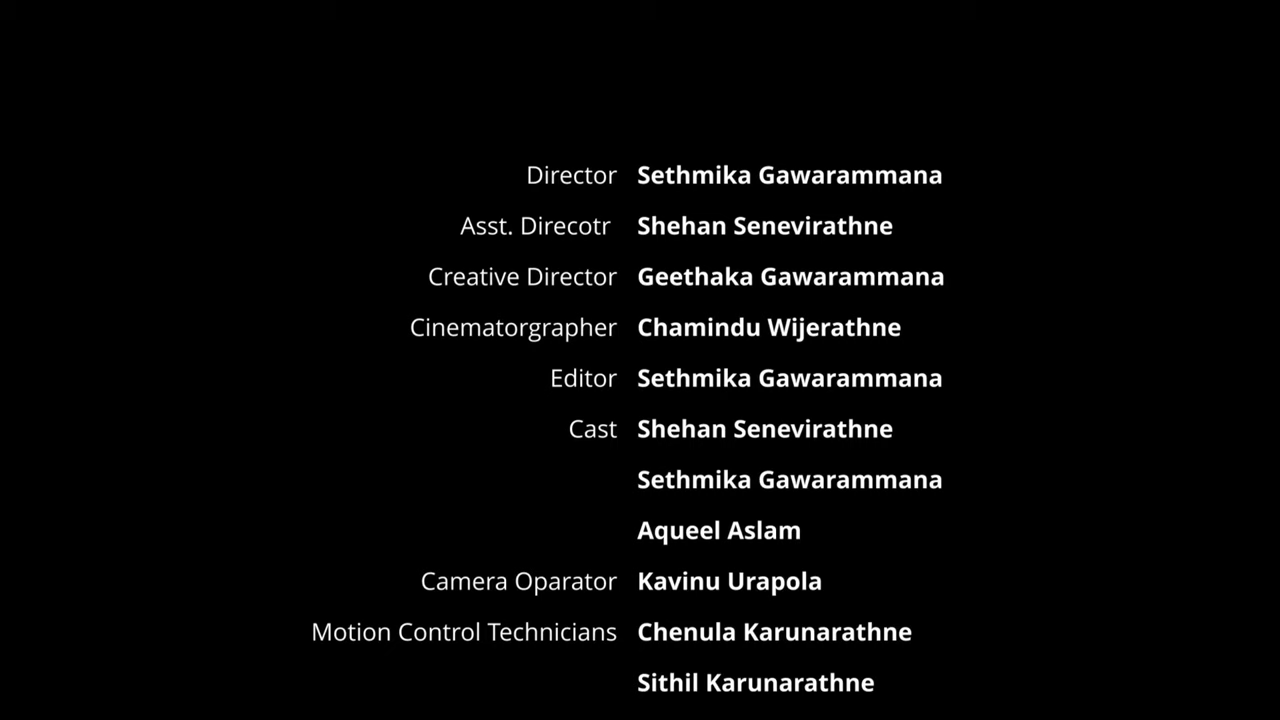 Director Sethmika Gawarammana
Asst. Direcotr Shehan Senevirathne
Creative Director Geethaka Gawarammana
Cinematorgrapher Chamindu Wijerathne
Editor Sethmika Gawarammana
Cast Shehan Senevirathne
Sethmika Gawarammana
Aqueel Aslam
Camera Oparator Kavinu Urapola
Motion Control Technicians Chenula Karunarathne
Sithil Karunarathne